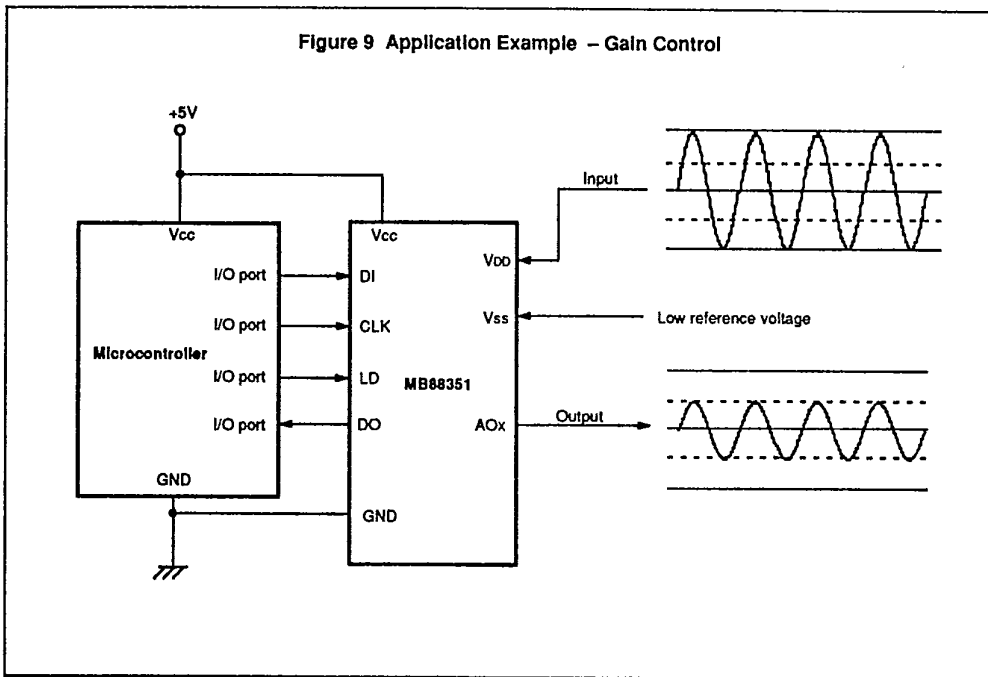 Figure 9 Application Example – Gain Control
+5V
Input
Vcc
Vcc
VDD
I/O port
DI
I/O port
CLK
Vss
Low reference voltage
Microcontroller
I/O port
LD
MB88351
I/O port
DO
AOx
Output
GND
GND